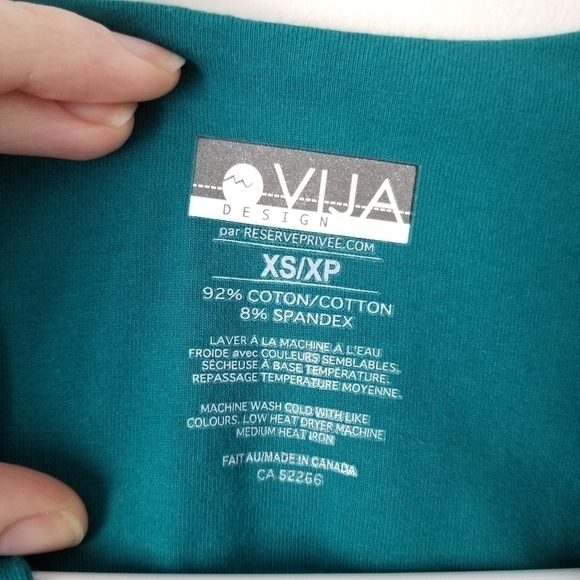 VIJA
DESIGN
par RESERVEPRIVEE.COM
XS/XP
92% COTON/COTTON
8% SPANDEX
LAVER À LA MACHINE À L'EAU
FROIDE avec COULEURS SEMBLABLES.
SÉCHEUSE À BASE TEMPÉRATURE.
REPASSAGE TEMPÉRATURE MOYENNE.
MACHINE WASH COLD WITH LIKE
COLOURS. LOW HEAT DRYER MACHINE
MEDIUM HEAT IRON
FAIT AU/MADE IN CANADA
CA 52266